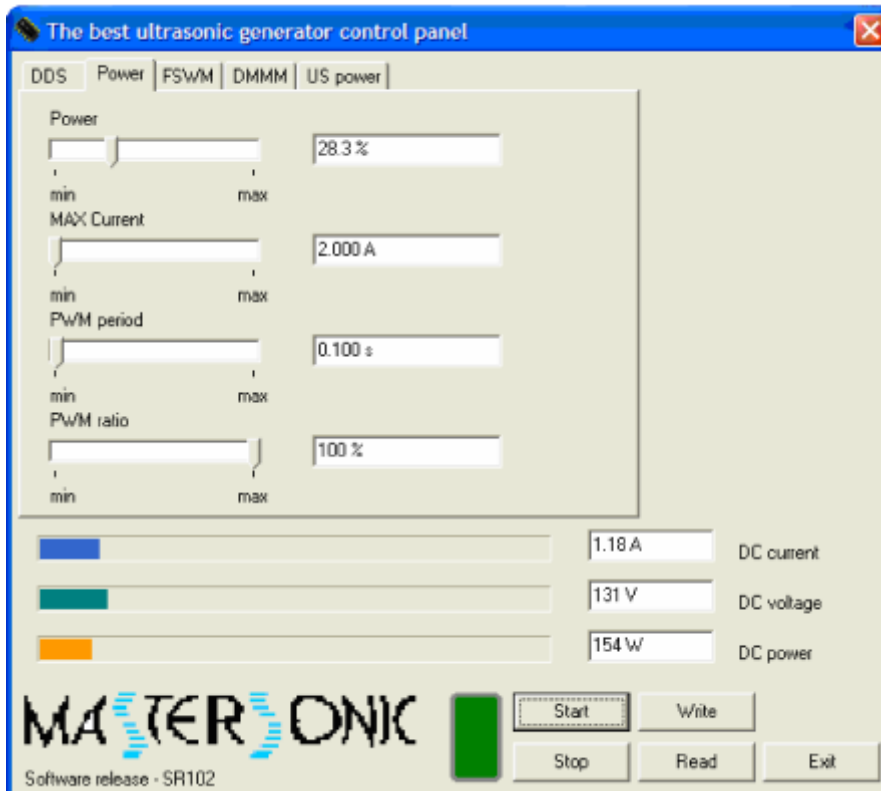 The best ultrasonic generator control panel
DDS Power FSWM DMMM US power
Power
28.3 %
min max
MAX Current
2.000 A
min max
PWM period
0.100 s
min max
PWM ratio
100 %
min max
1.18 A DC current
131 V DC voltage
154 W DC power
MASTERSONIC
Start Write
Stop Read Exit
Software release - SR102